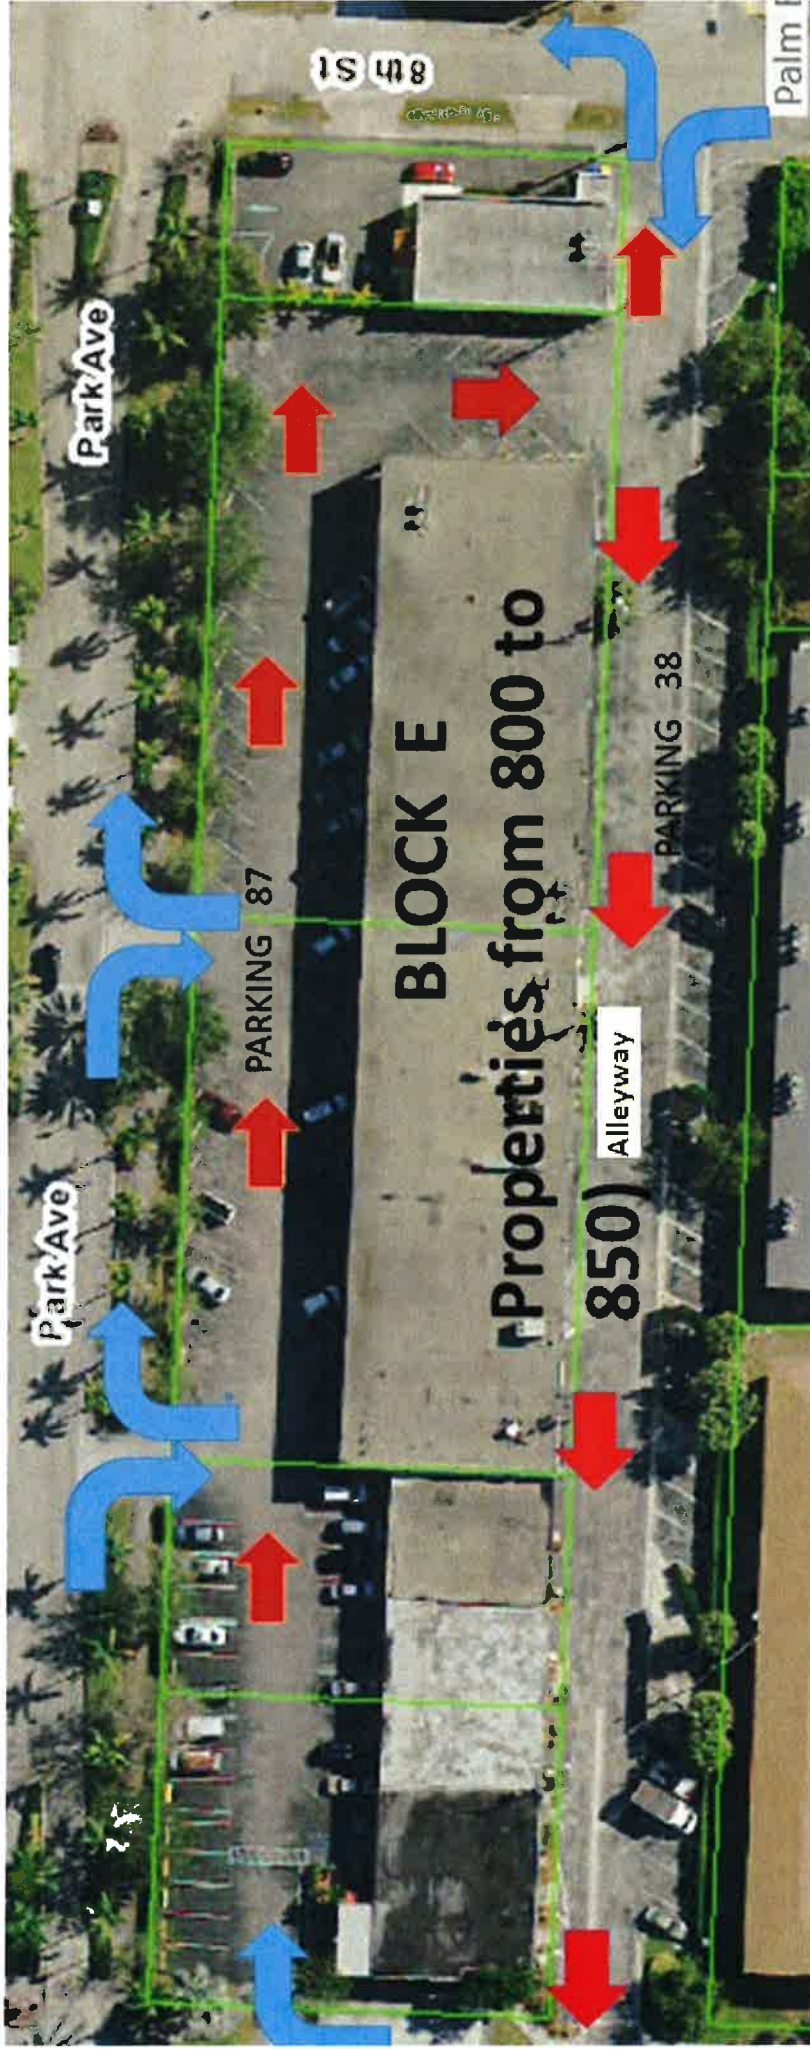 8th St
Palm
Park Ave
Park Ave
PARKING 87
BLOCK E
Properties from 800 to
850)
Alleyway
PARKING 38